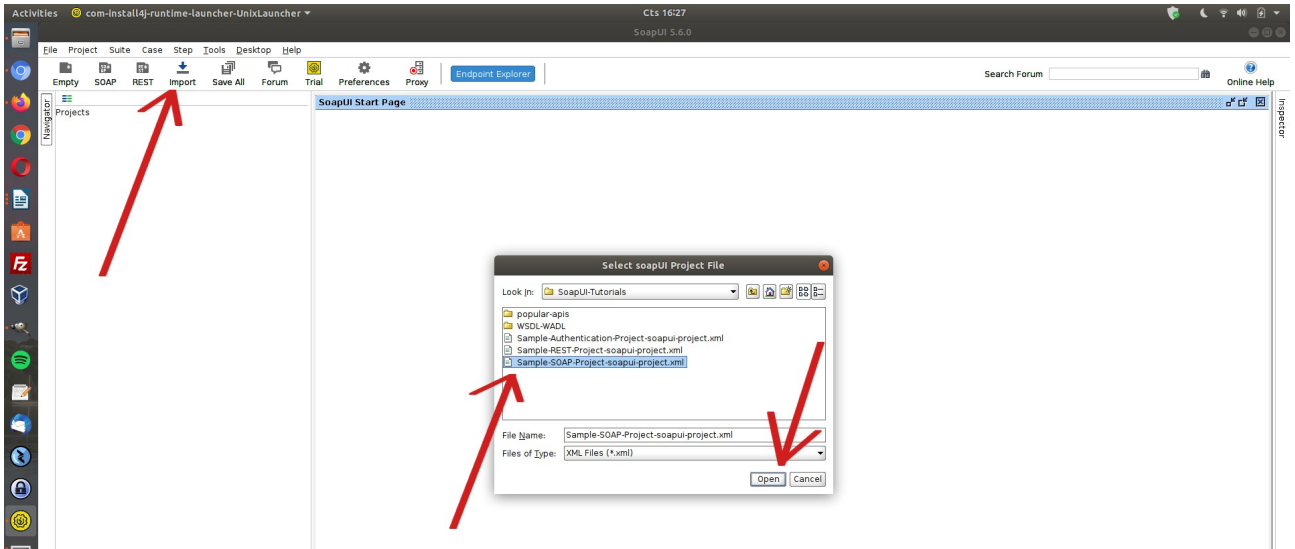 Activities com-install4j-runtime-launcher-UnixLauncher Cts 16:27
SoapUI 5.6.0
File Project Suite Case Step Tools Desktop Help
Empty SOAP REST Import Save All Forum Trial Preferences Proxy Endpoint Explorer Search Forum Online Help
Navigator
Projects
SoapUI Start Page
Inspector
Select soapUI Project File
Look In: SoapUI-Tutorials
popular-apis
WSDL-WADL
Sample-Authentication-Project-soapui-project.xml
Sample-REST-Project-soapui-project.xml
Sample-SOAP-Project-soapui-project.xml
File Name: Sample-SOAP-Project-soapui-project.xml
Files of Type: XML Files (*.xml)
Open Cancel